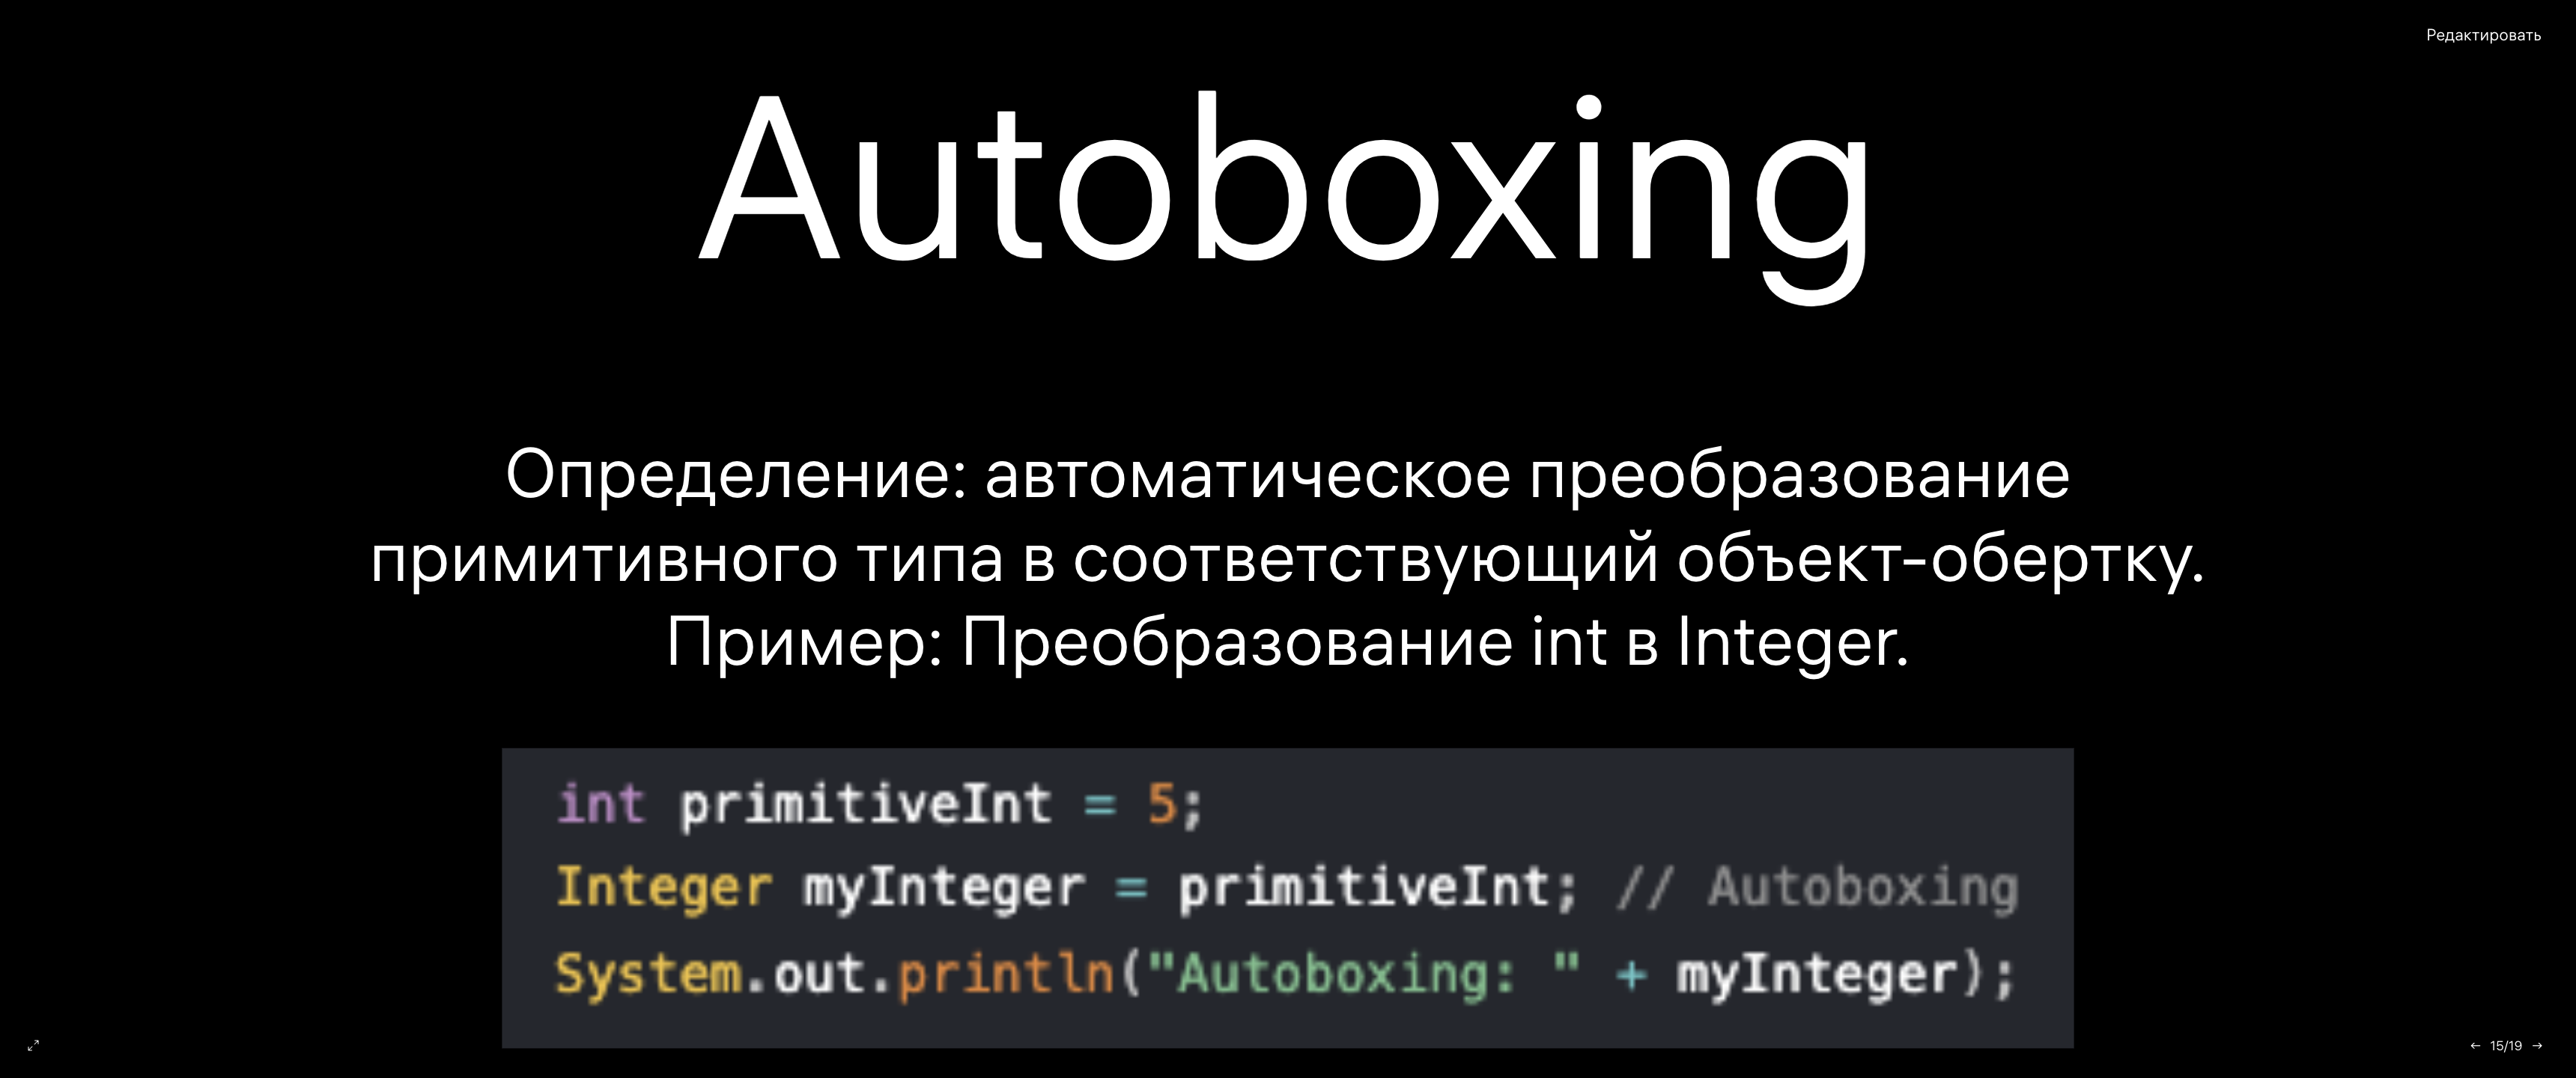 Редактировать
Autoboxing
Определение: автоматическое преобразование
примитивного типа в соответствующий объект-обертку.
Пример: Преобразование int в Integer.
int primitiveInt = 5;
Integer myInteger = primitiveInt; // Autoboxing
System.out.println("Autoboxing: " + myInteger);
← 15/19 →